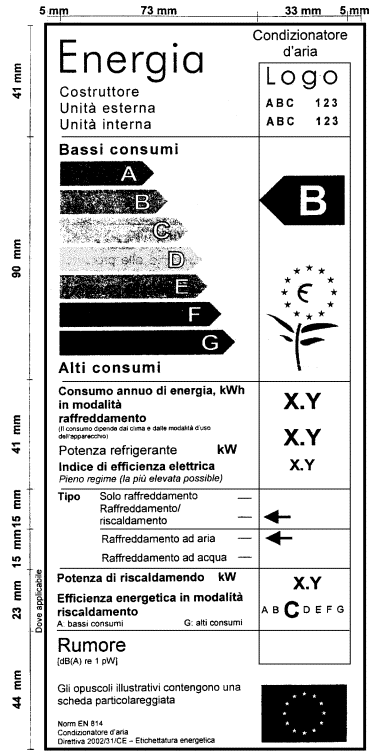 5 mm 73 mm 33 mm 5 mm
41 mm
Energia
Condizionatore
d'aria
Logo
Costruttore
Unità esterna
Unità interna
ABC 123
ABC 123
90 mm
Bassi consumi
A
B
C
D
E
F
G
B
Alti consumi
41 mm
Consumo annuo di energia, kWh
in modalità
raffreddamento
(Il consumo dipende dal clima e dalle modalità d'uso
dell'apparecchio)
X.Y
Potenza refrigerante kW
X.Y
Indice di efficienza elettrica
X.Y
Pieno regime (la più elevata possibile)
15 mm
Tipo Solo raffreddamento —
Raffreddamento/
riscaldamento —
15 mm
Raffreddamento ad aria —
Raffreddamento ad acqua —
23 mm
Dove applicabile
Potenza di riscaldamendo kW
X.Y
Efficienza energetica in modalità
riscaldamento
A B C D E F G
A: bassi consumi G: alti consumi
44 mm
Rumore
[dB(A) re 1 pW]
Gli opuscoli illustrativi contengono una
scheda particolareggiata
Norm EN 814
Condizionatore d'aria
Direttiva 2002/31/CE – Etichettatura energetica